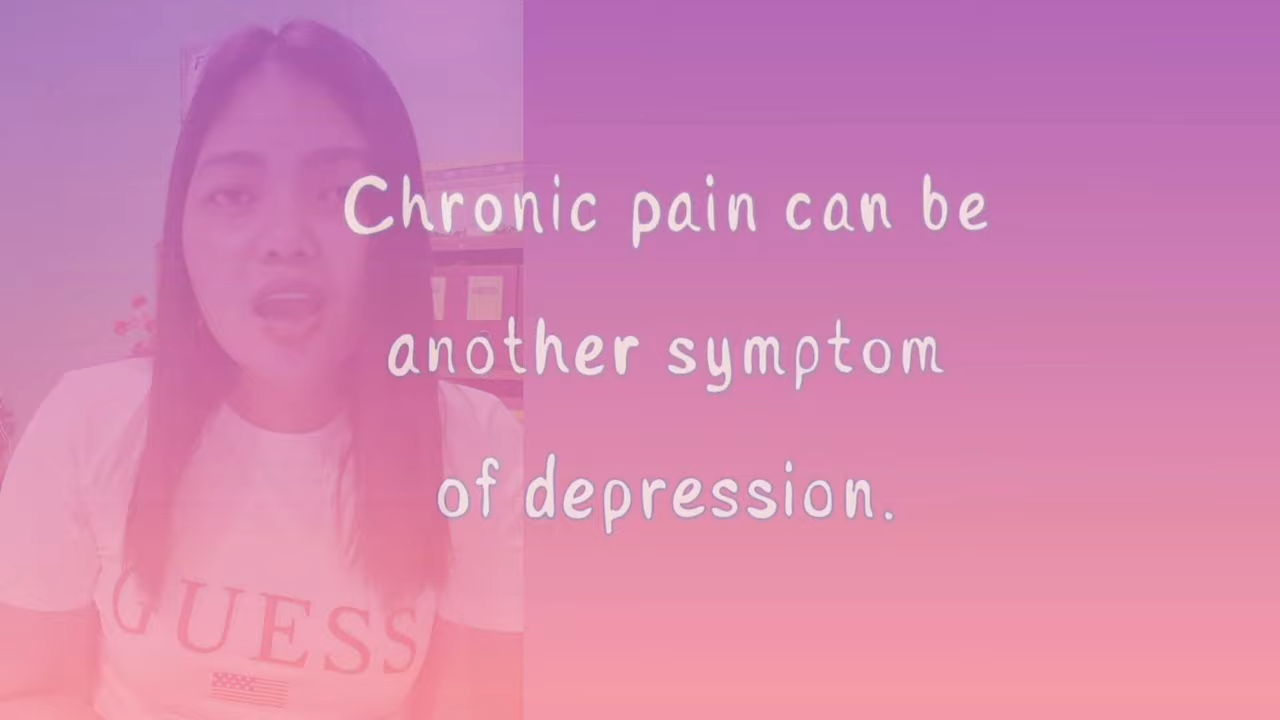 Chronic pain can be
another symptom
of depression.
GUESS